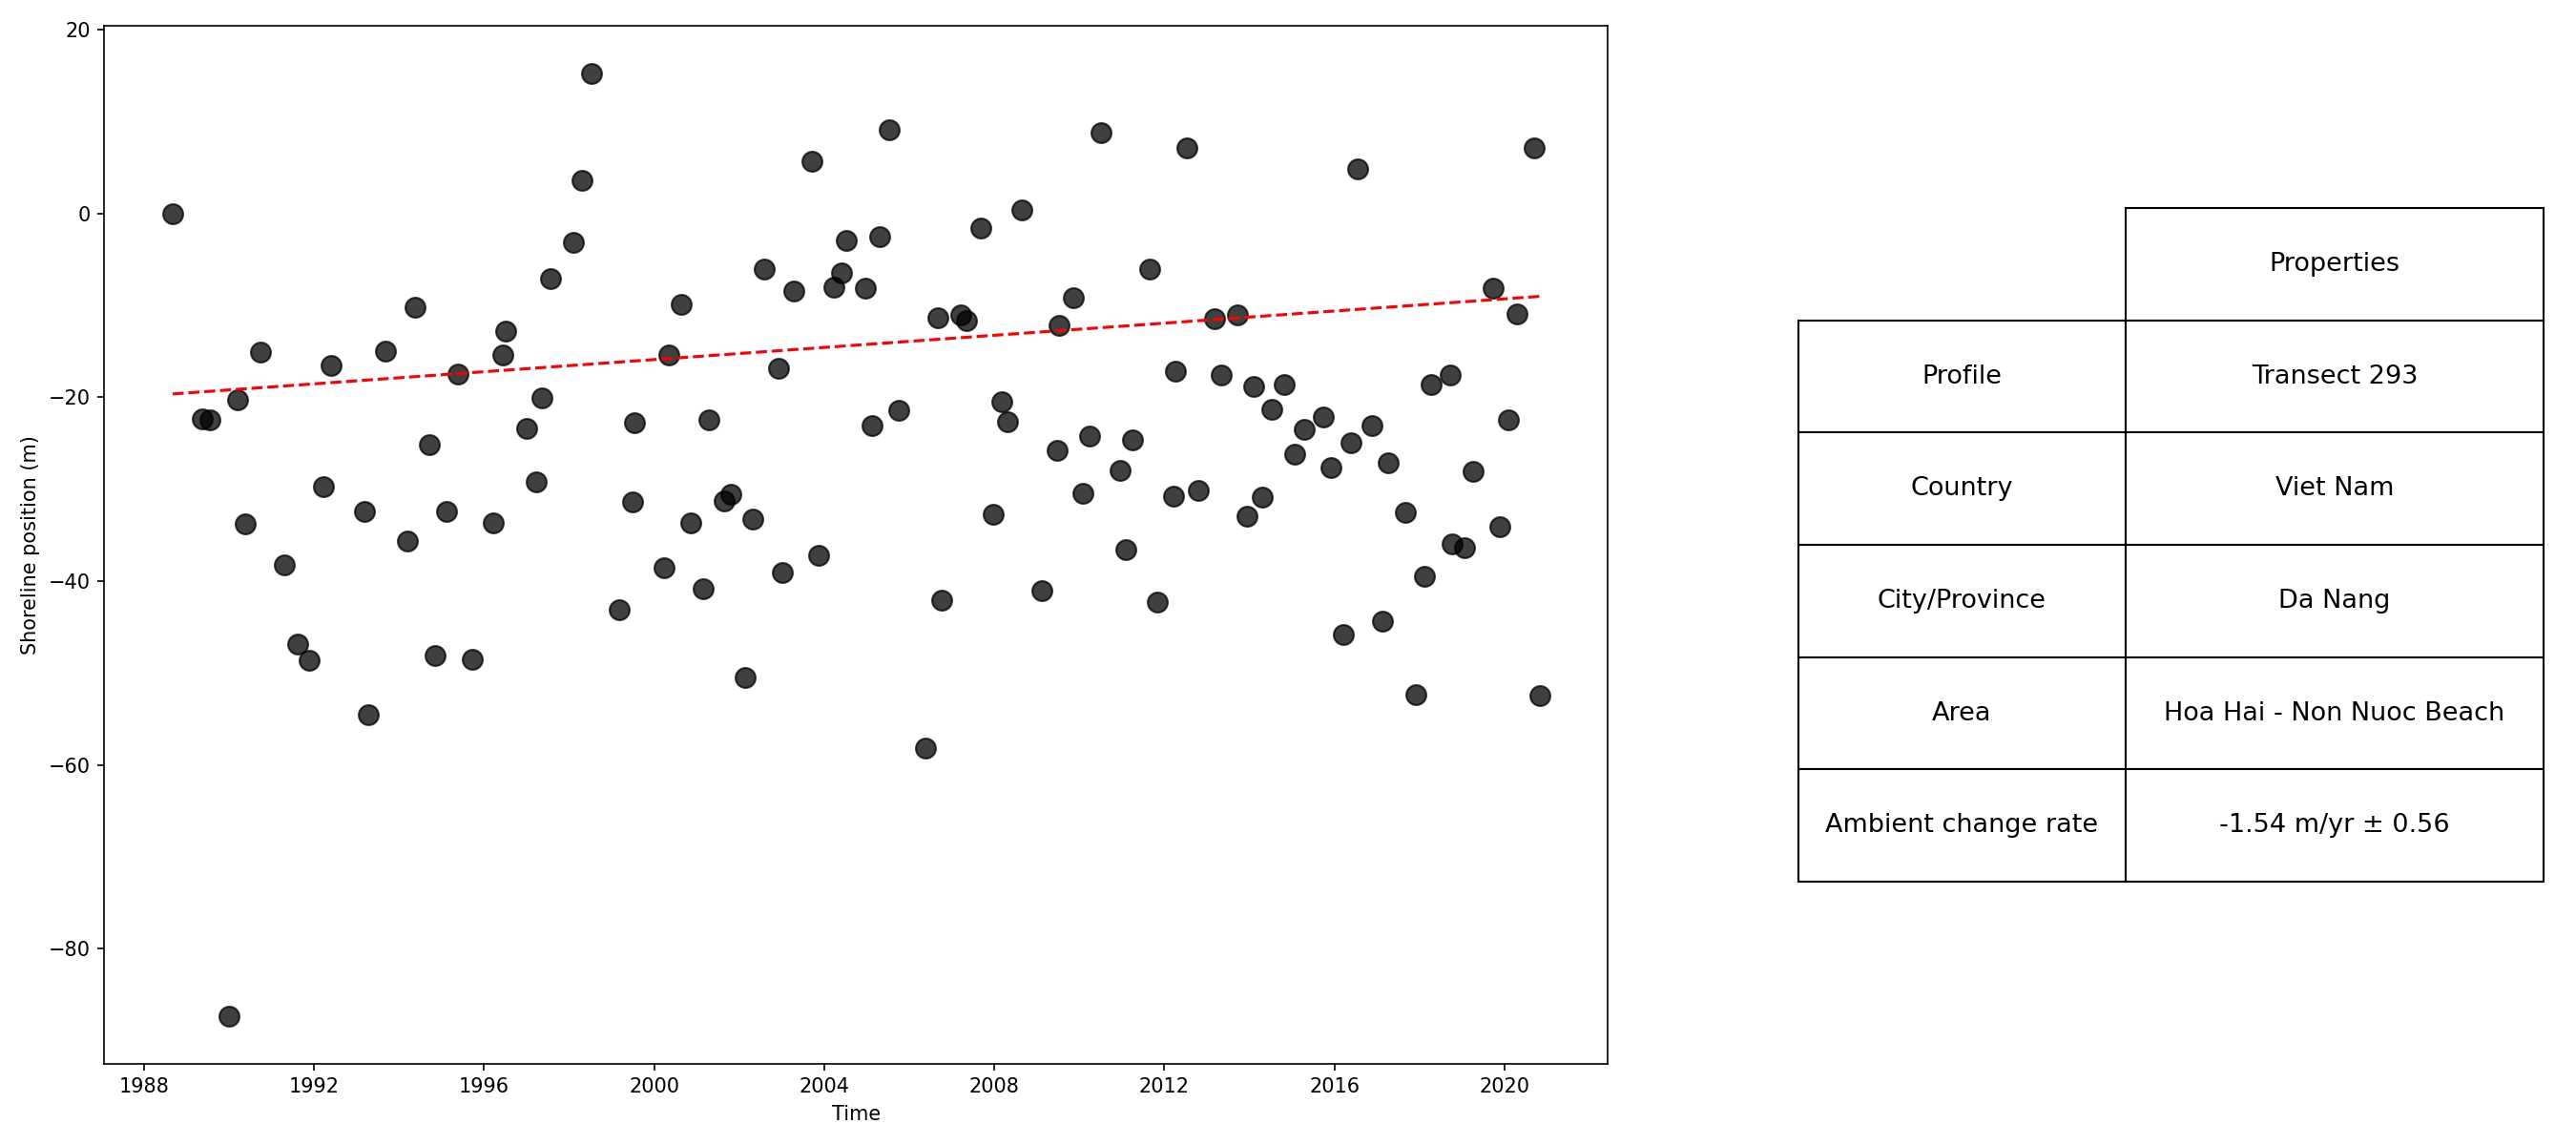 20
0
−20
−40
−60
−80
Shoreline position (m)
1988 1992 1996 2000 2004 2008 2012 2016 2020
Time
Properties
Profile Transect 293
Country Viet Nam
City/Province Da Nang
Area Hoa Hai - Non Nuoc Beach
Ambient change rate -1.54 m/yr ± 0.56